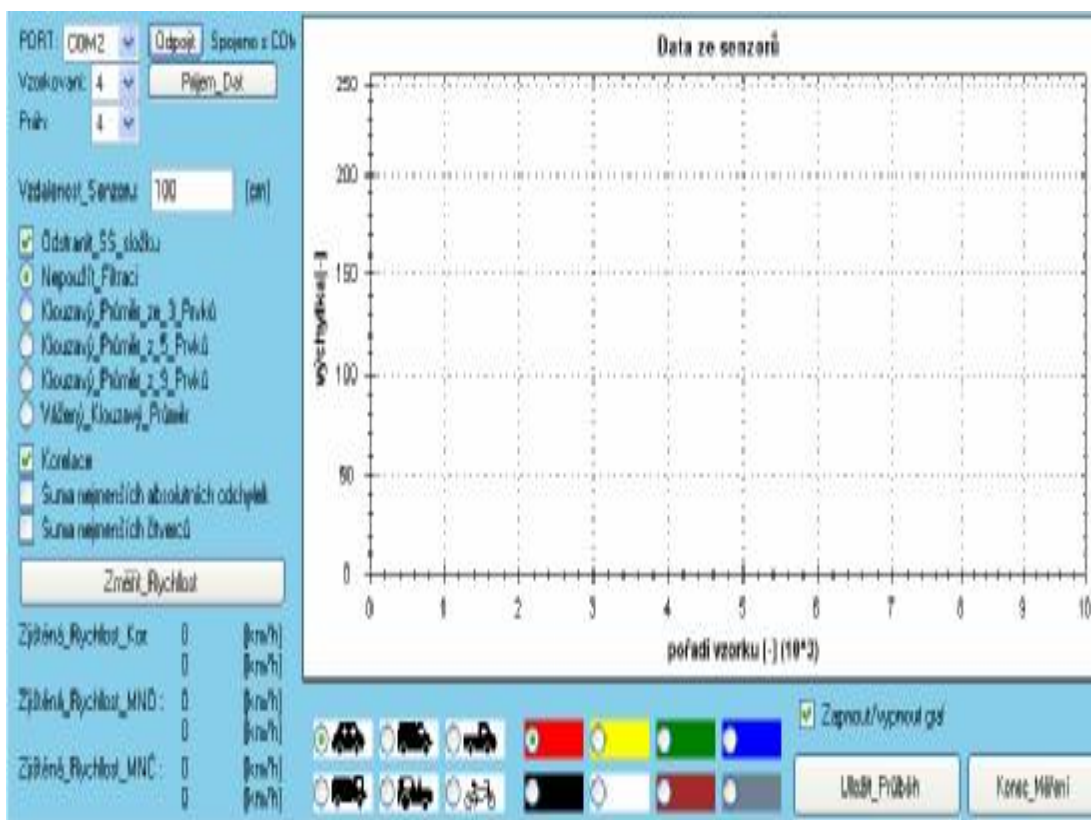 PORT: COM2 Odpojit Spojeno s COM
Vzorkování: 4 Příjem_Dat
Práh: 4
Vzdálenost_Senzorů: 100 [cm]
Odstranit_SS_složku
Nepoužít_Filtraci
Klouzavý_Průměr_ze_3_Prvků
Klouzavý_Průměr_z_5_Prvků
Klouzavý_Průměr_z_9_Prvků
Vážený_Klouzavý_Průměr
Korelace
Suma nejmenších absolutních odchylek
Suma nejmenších čtverců
Změřit_Rychlost
Zjištěná_Rychlost_Kor: 0 [km/h]
0 [km/h]
Zjištěná_Rychlost_MNO: 0 [km/h]
0 [km/h]
Zjištěná_Rychlost_MNČ: 0 [km/h]
0 [km/h]
Data ze senzorů
výchylka[-]
250
200
150
100
50
0
0 1 2 3 4 5 6 7 8 9 10
pořadí vzorku [-] (10^3)
Zapnout/vypnout graf
Uložit_Průběh Konec_Měření